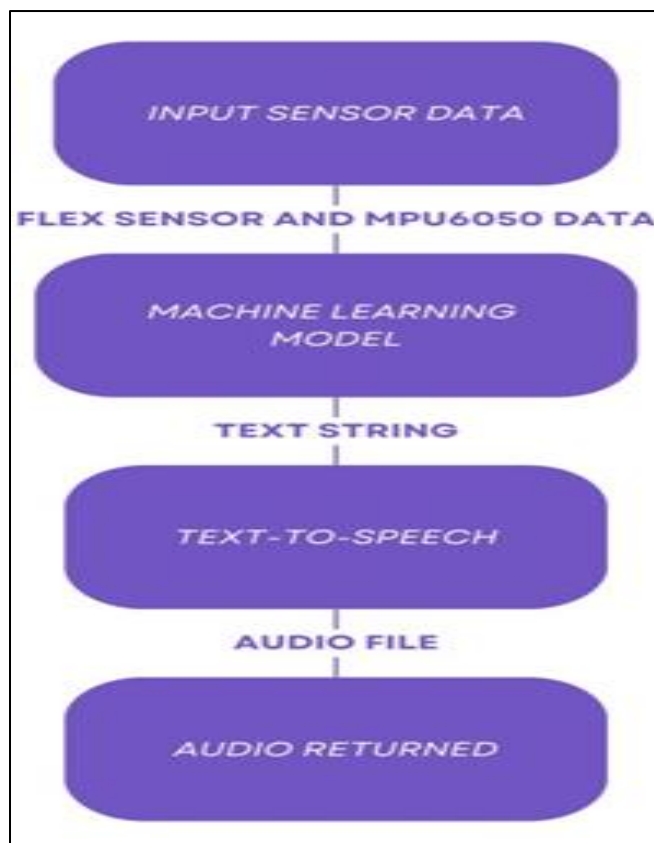 INPUT SENSOR DATA
FLEX SENSOR AND MPU6050 DATA
MACHINE LEARNING
MODEL
TEXT STRING
TEXT-TO-SPEECH
AUDIO FILE
AUDIO RETURNED